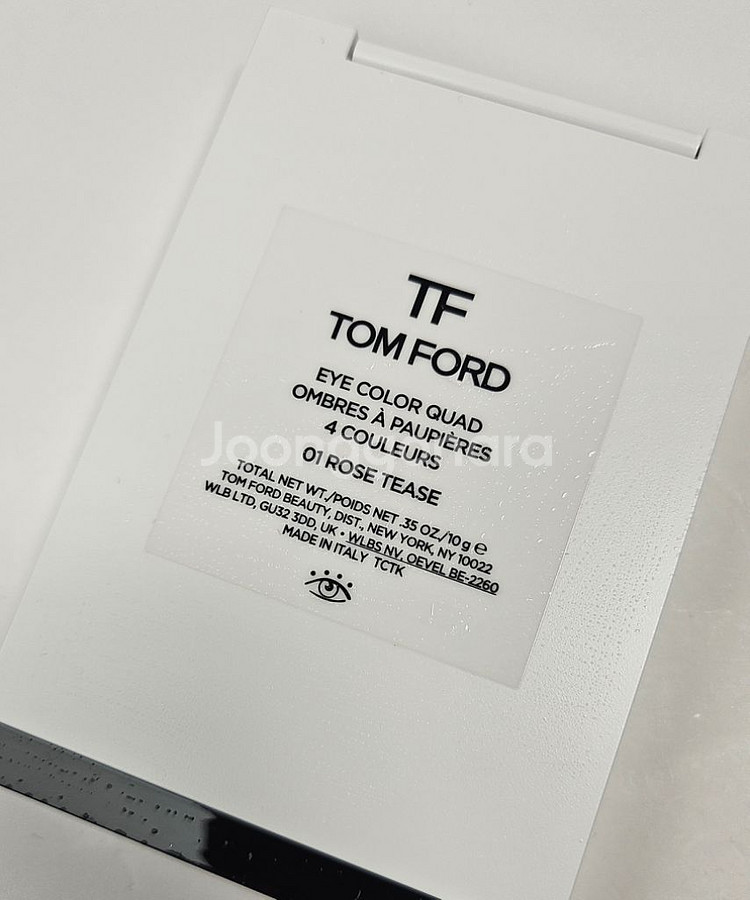 TF
TOM FORD
EYE COLOR QUAD
OMBRES À PAUPIÈRES
4 COULEURS
01 ROSE TEASE
TOTAL NET WT./POIDS NET .35 OZ./10 g ℮
TOM FORD BEAUTY, DIST., NEW YORK, NY 10022
WLB LTD, GU32 3DD, UK • WLBS NV, OEVEL BE-2260
MADE IN ITALY TCTK